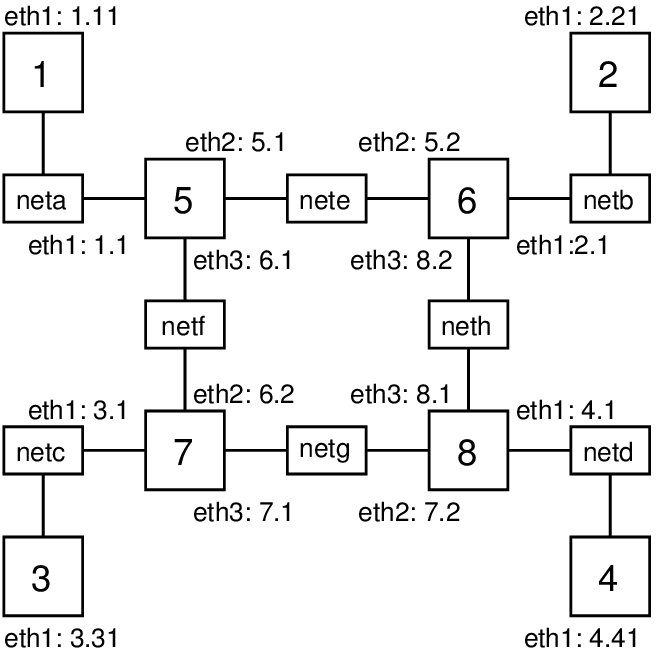 eth1: 1.11
eth1: 2.21
1
2
eth2: 5.1
eth2: 5.2
neta
5
nete
6
netb
eth1: 1.1
eth3: 6.1
eth3: 8.2
eth1:2.1
netf
neth
eth1: 3.1
eth2: 6.2
eth3: 8.1
eth1: 4.1
netc
7
netg
8
netd
eth3: 7.1
eth2: 7.2
3
4
eth1: 3.31
eth1: 4.41